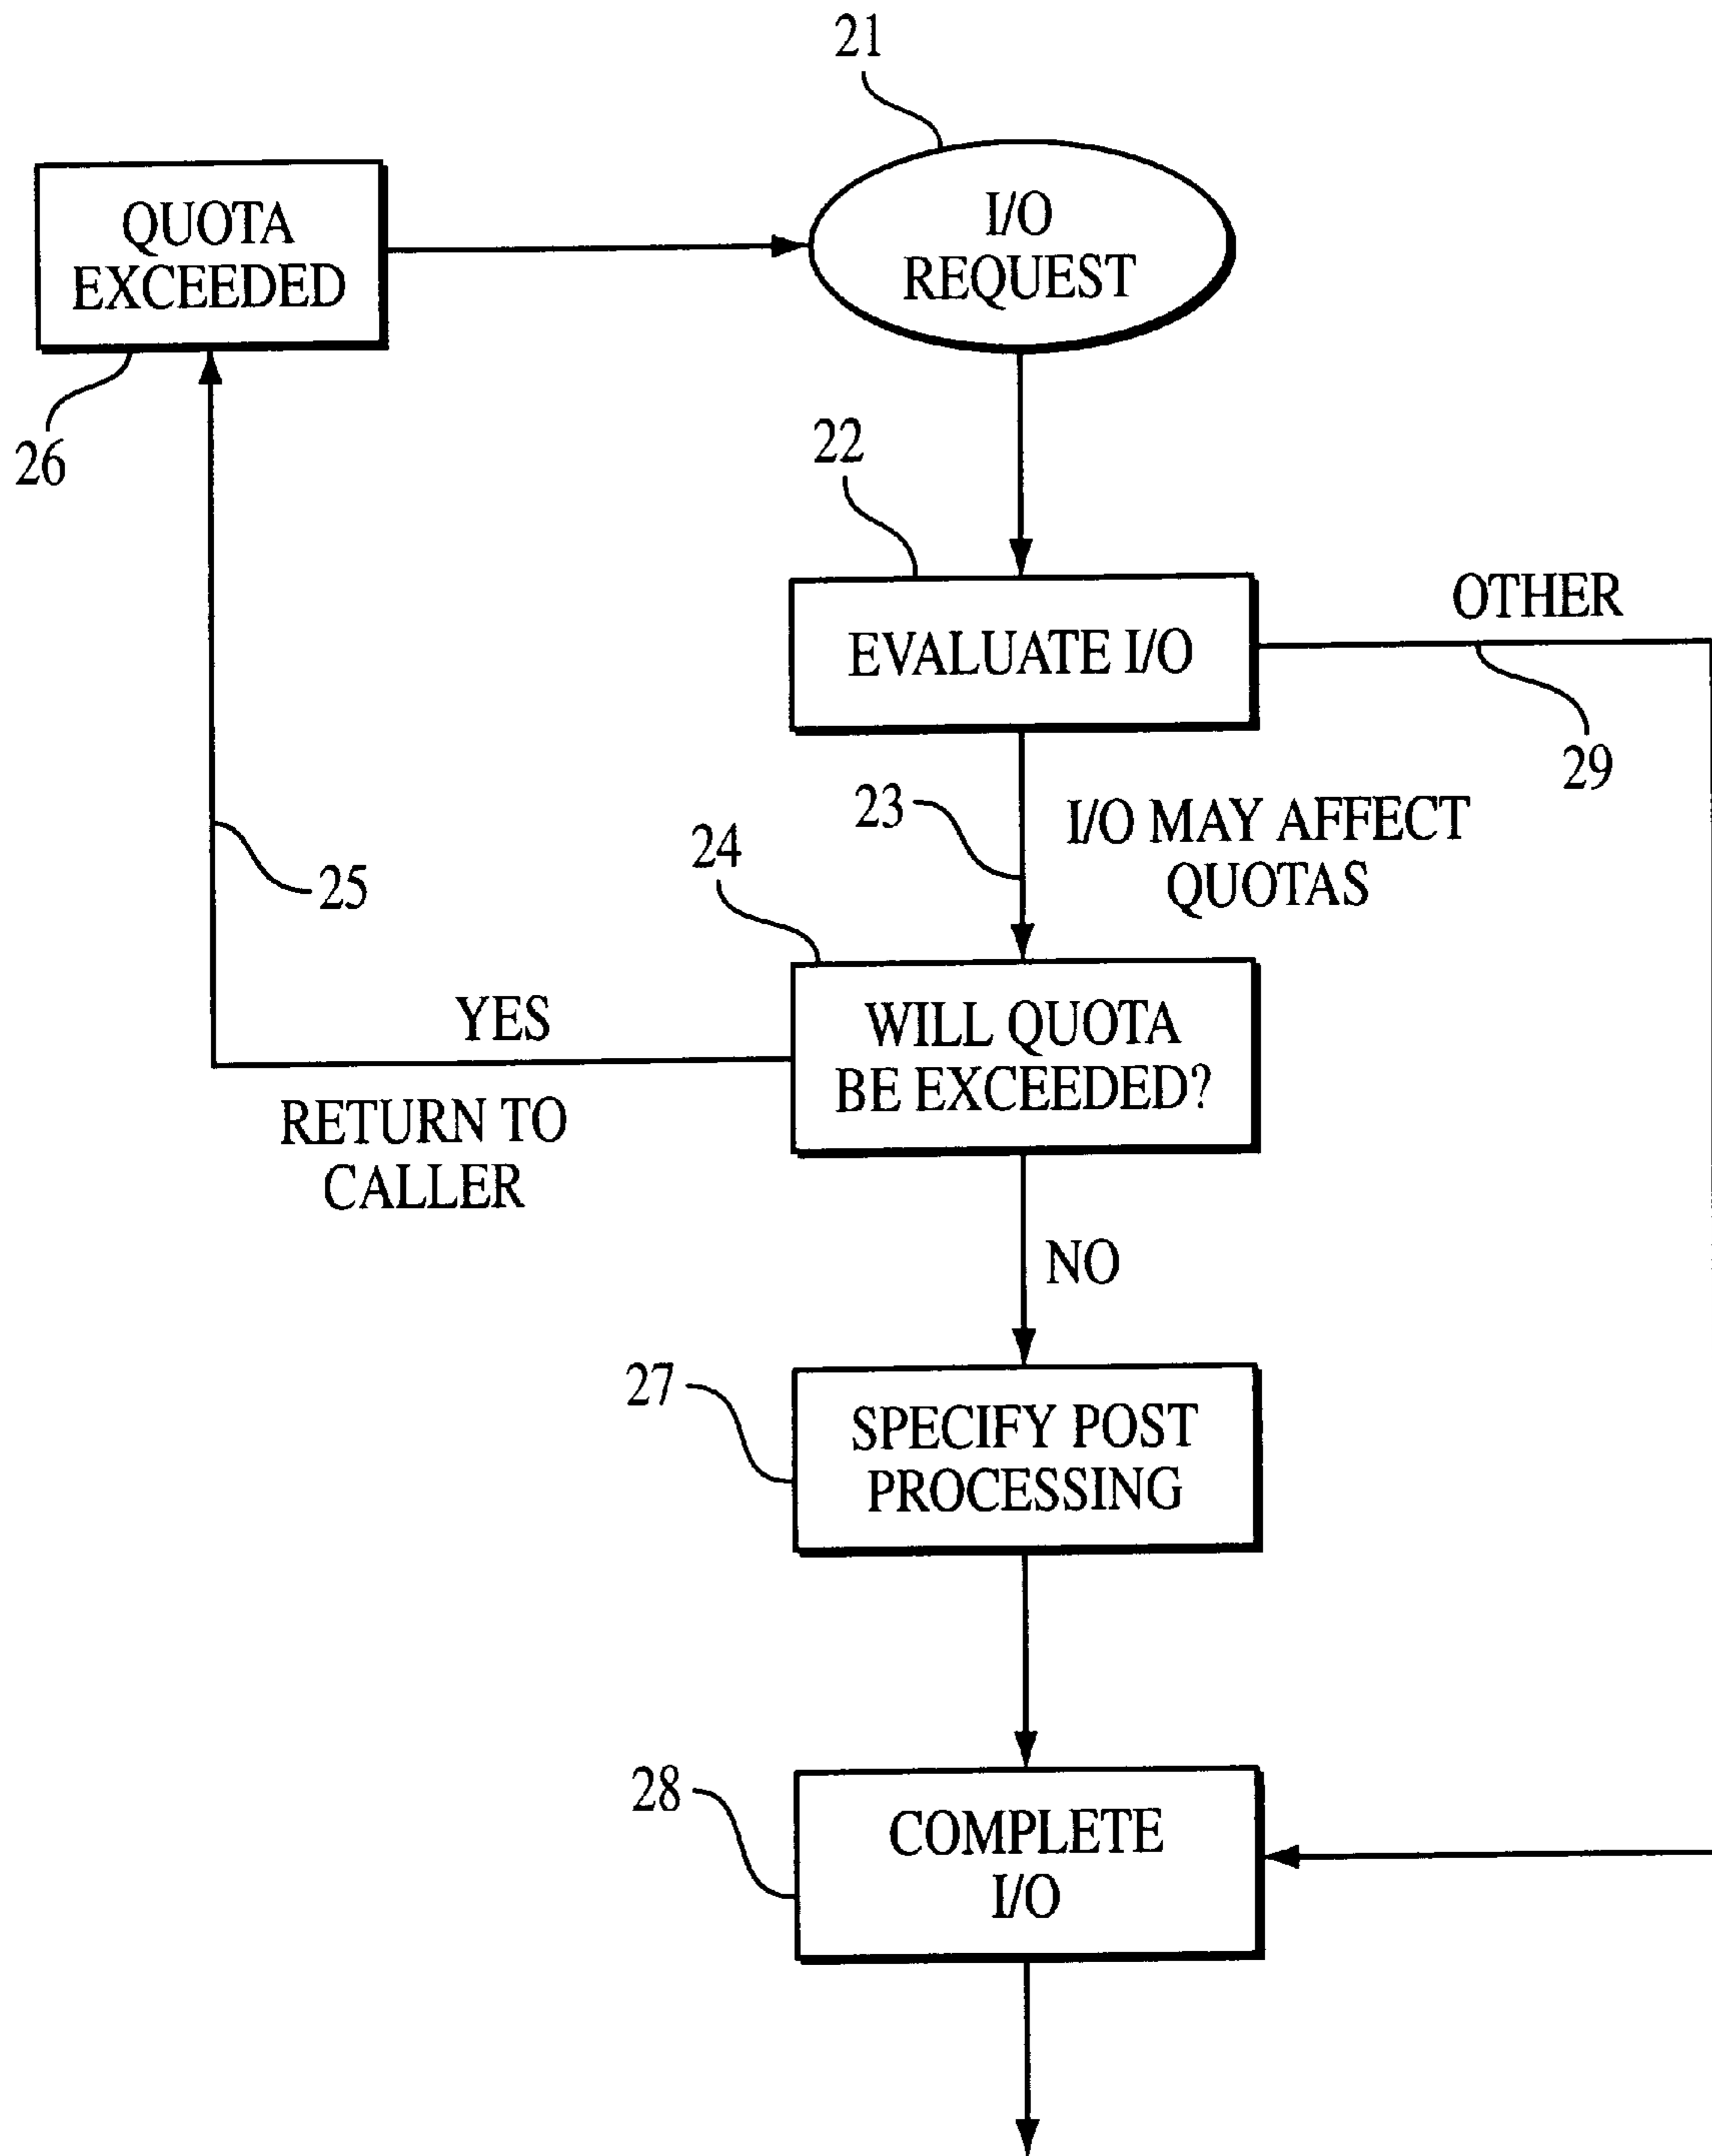 21
QUOTA
EXCEEDED
I/O
REQUEST
26
22
EVALUATE I/O
OTHER
29
23
I/O MAY AFFECT
QUOTAS
24
25
YES
RETURN TO
CALLER
WILL QUOTA
BE EXCEEDED?
NO
27
SPECIFY POST
PROCESSING
28
COMPLETE
I/O